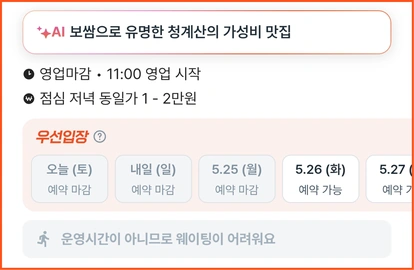 AI 보쌈으로 유명한 청계산의 가성비 맛집
영업마감 • 11:00 영업 시작
₩ 점심 저녁 동일가 1 - 2만원
우선입장 ?
오늘 (토) 내일 (일) 5.25 (월) 5.26 (화) 5.27 (
예약 마감 예약 마감 예약 마감 예약 가능 예약 가
운영시간이 아니므로 웨이팅이 어려워요